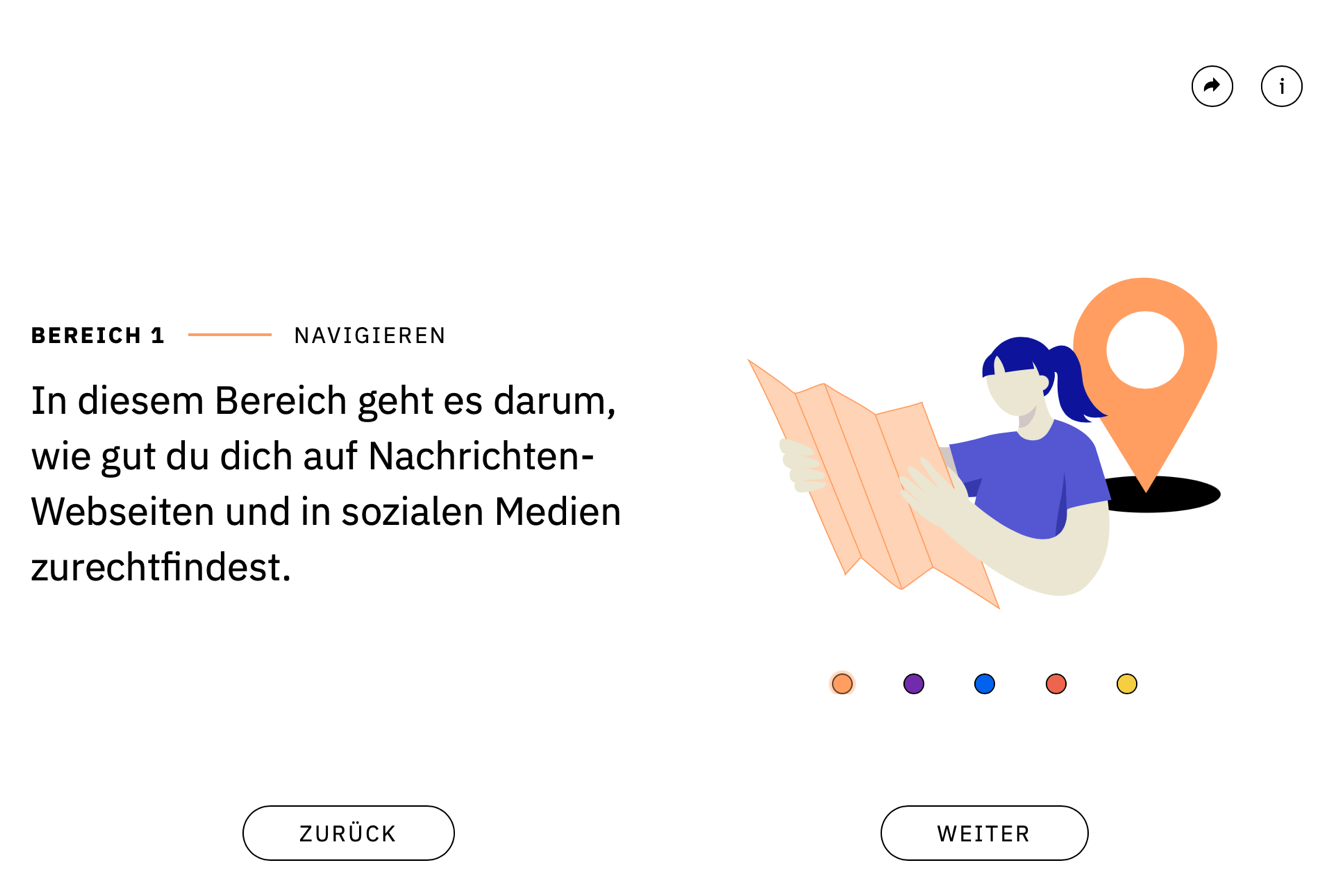 i
BEREICH 1 NAVIGIEREN
In diesem Bereich geht es darum,
wie gut du dich auf Nachrichten-
Webseiten und in sozialen Medien
zurechtfindest.
ZURÜCK
WEITER